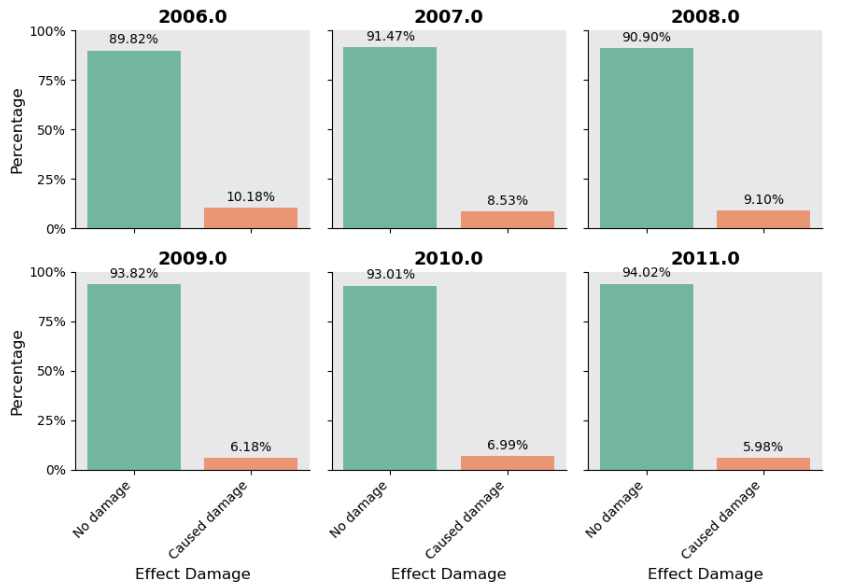 2006.0
2007.0
2008.0
Percentage
100%
75%
50%
25%
0%
89.82%
10.18%
91.47%
8.53%
90.90%
9.10%
2009.0
2010.0
2011.0
Percentage
100%
75%
50%
25%
0%
93.82%
6.18%
93.01%
6.99%
94.02%
5.98%
No damage
Caused damage
No damage
Caused damage
No damage
Caused damage
Effect Damage
Effect Damage
Effect Damage